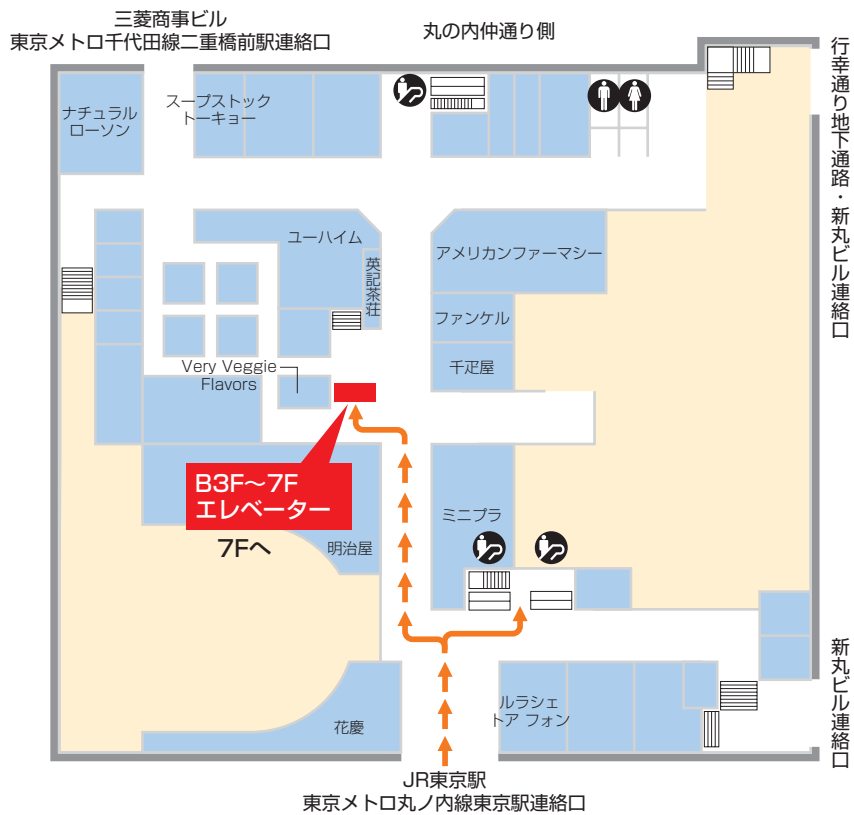 三菱商事ビル
東京メトロ千代田線二重橋前駅連絡口
丸の内仲通り側
行幸通り地下通路・新丸ビル連絡口
ナチュラル
ローソン
スープストック
トーキョー
ユーハイム
英記茶荘
アメリカンファーマシー
ファンケル
千疋屋
Very Veggie
Flavors
B3F〜7F
エレベーター
7Fへ
明治屋
ミニプラ
花慶
ルラシェ
トア フォン
新丸ビル連絡口
JR東京駅
東京メトロ丸ノ内線東京駅連絡口